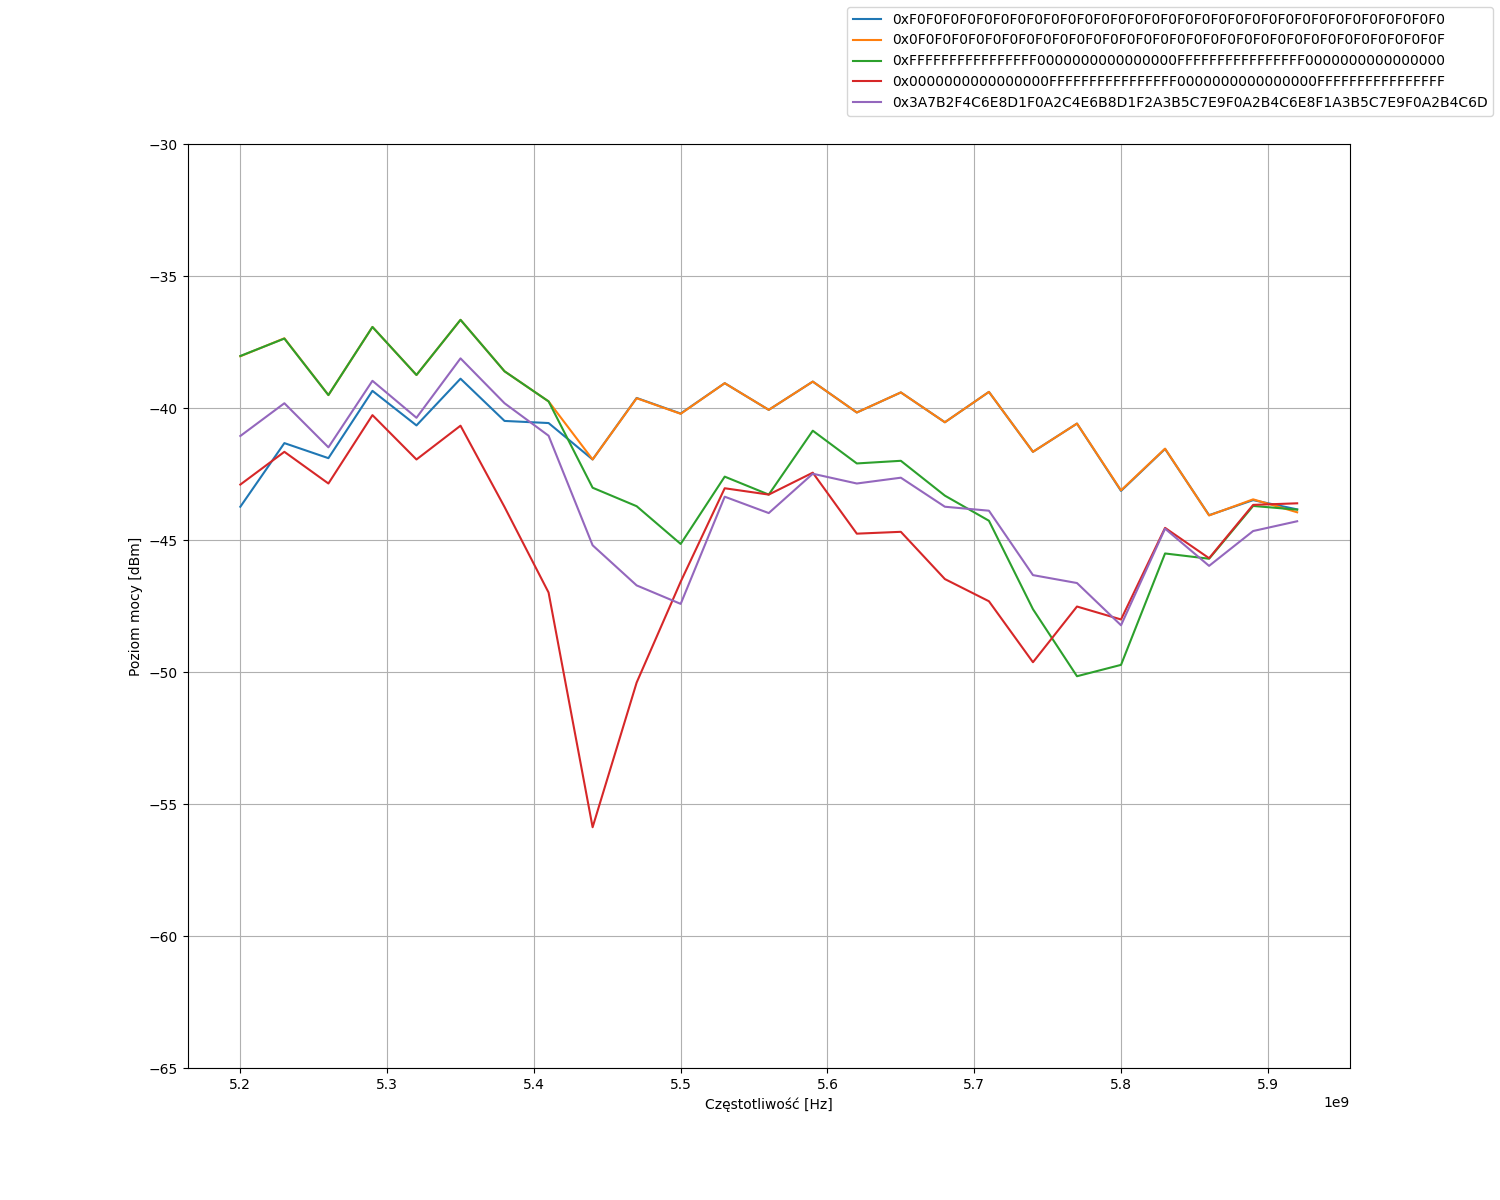 0xF0F0F0F0F0F0F0F0F0F0F0F0F0F0F0F0F0F0F0F0F0F0F0F0F0F0F0F0F0F0F0F0
0x0F0F0F0F0F0F0F0F0F0F0F0F0F0F0F0F0F0F0F0F0F0F0F0F0F0F0F0F0F0F0F0F
0xFFFFFFFFFFFFFFFF0000000000000000FFFFFFFFFFFFFFFF0000000000000000
0x0000000000000000FFFFFFFFFFFFFFFF0000000000000000FFFFFFFFFFFFFFFF
0x3A7B2F4C6E8D1F0A2C4E6B8D1F2A3B5C7E9F0A2B4C6E8F1A3B5C7E9F0A2B4C6D
−30
−35
−40
−45
−50
−55
−60
−65
Poziom mocy [dBm]
5.2 5.3 5.4 5.5 5.6 5.7 5.8 5.9
Częstotliwość [Hz]
1e9